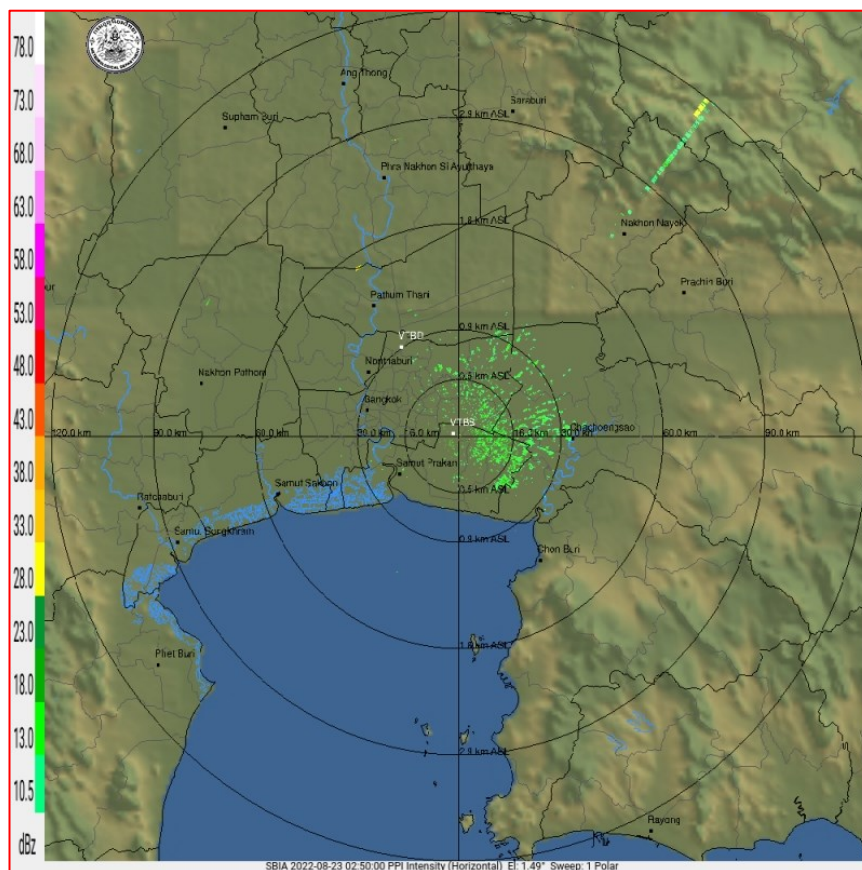 78.0
73.0
68.0
63.0
58.0
53.0
48.0
43.0
38.0
33.0
28.0
23.0
18.0
13.0
10.5
dBz
Ang Thong
Saraburi
Suphan Buri
2.9 km ASL
Phra Nakhon Si Ayutthaya
1.8 km ASL
Nakhon Nayok
Prachin Buri
Pathum Thani
0.9 km ASL
VTBD
Nonthaburi
Nakhon Pathom
0.5 km ASL
Bangkok
VTBS
Chachoengsao
120.0 km
90.0 km
60.0 km
30.0 km
15.0 km
15.0 km
30.0 km
60.0 km
90.0 km
Samut Prakan
Samut Sakhon
0.5 km ASL
Ratchaburi
Samut Songkhram
0.9 km ASL
Chon Buri
1.8 km ASL
Phet Buri
2.9 km ASL
Rayong
SBIA 2022-08-23 02:50:00 PPI Intensity (Horizontal) El: 1.49° Sweep: 1 Polar